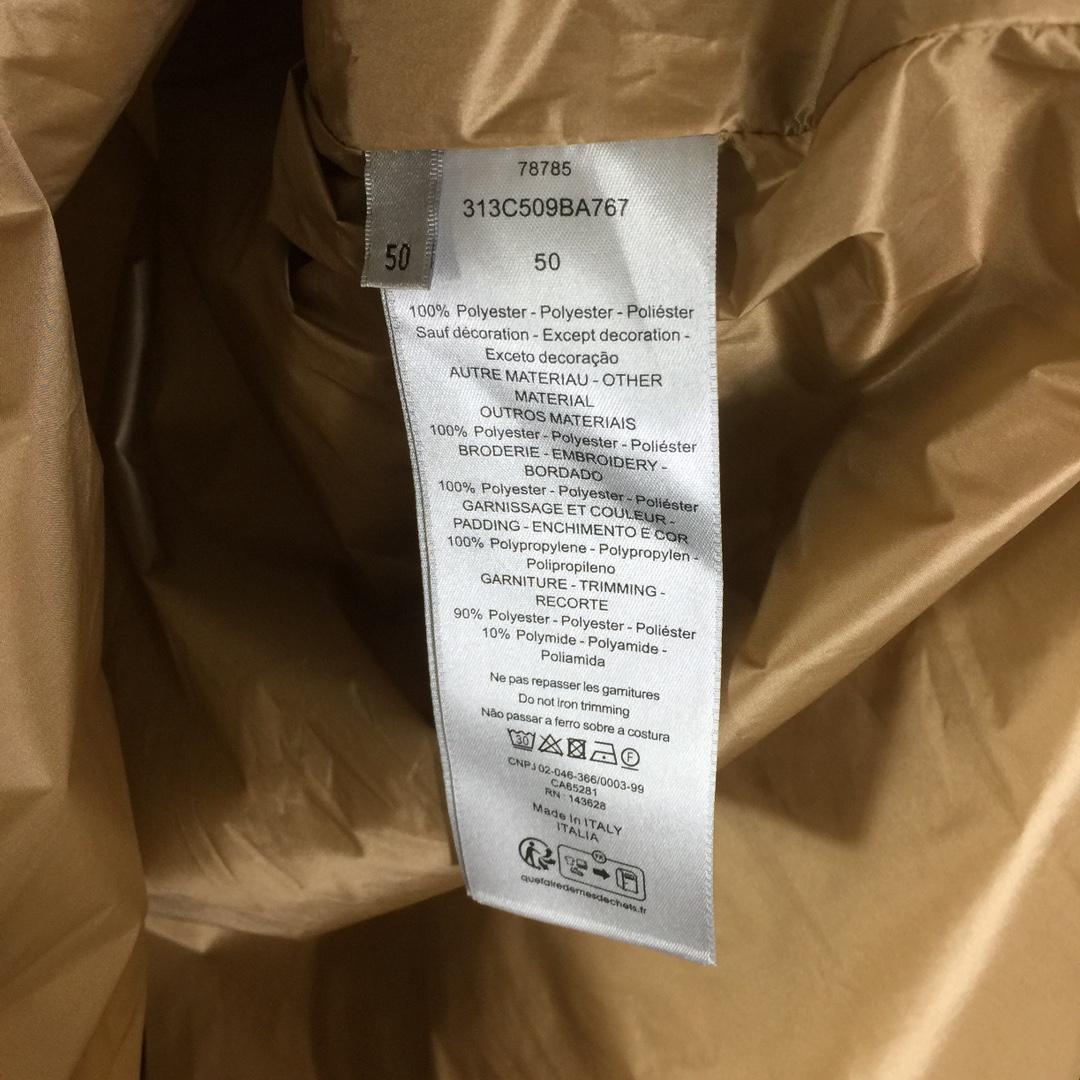 50
78785
313C509BA767
50
100% Polyester - Polyester - Poliéster
Sauf décoration - Except decoration -
Exceto decoração
AUTRE MATERIAU - OTHER
MATERIAL
OUTROS MATERIAIS
100% Polyester - Polyester - Poliéster
BRODERIE - EMBROIDERY -
BORDADO
100% Polyester - Polyester - Poliéster
GARNISSAGE ET COULEUR -
PADDING - ENCHIMENTO E COR
100% Polypropylene - Polypropylen -
Polipropileno
GARNITURE - TRIMMING -
RECORTE
90% Polyester - Polyester - Poliéster
10% Polymide - Polyamide -
Poliamida
Ne pas repasser les garnitures
Do not iron trimming
Não passar a ferro sobre a costura
30 F
CNPJ 02-046-366/0003-99
CA65281
RN : 143628
Made in ITALY
ITALIA
FR
quefairedemesdechets.fr